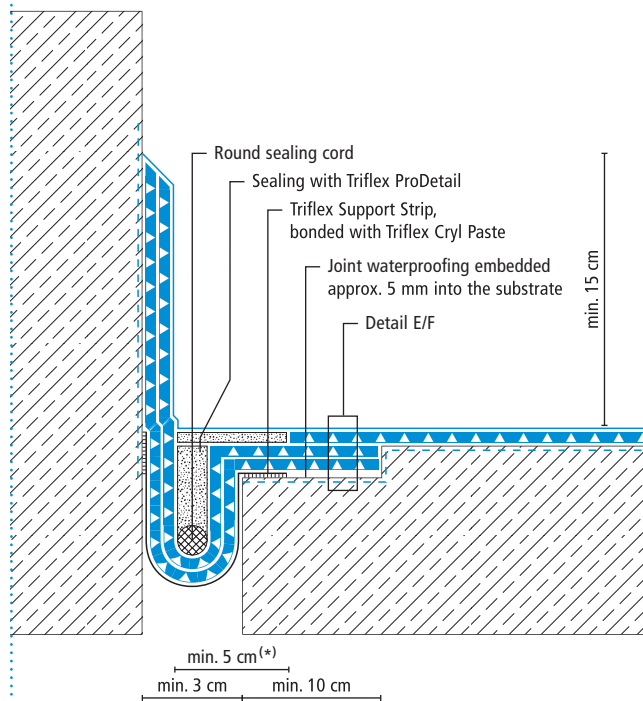 Round sealing cord
Sealing with Triflex ProDetail
Triflex Support Strip,
bonded with Triflex Cryl Paste
Joint waterproofing embedded
approx. 5 mm into the substrate
Detail E/F
min. 15 cm
min. 5 cm(*)
min. 3 cm
min. 10 cm